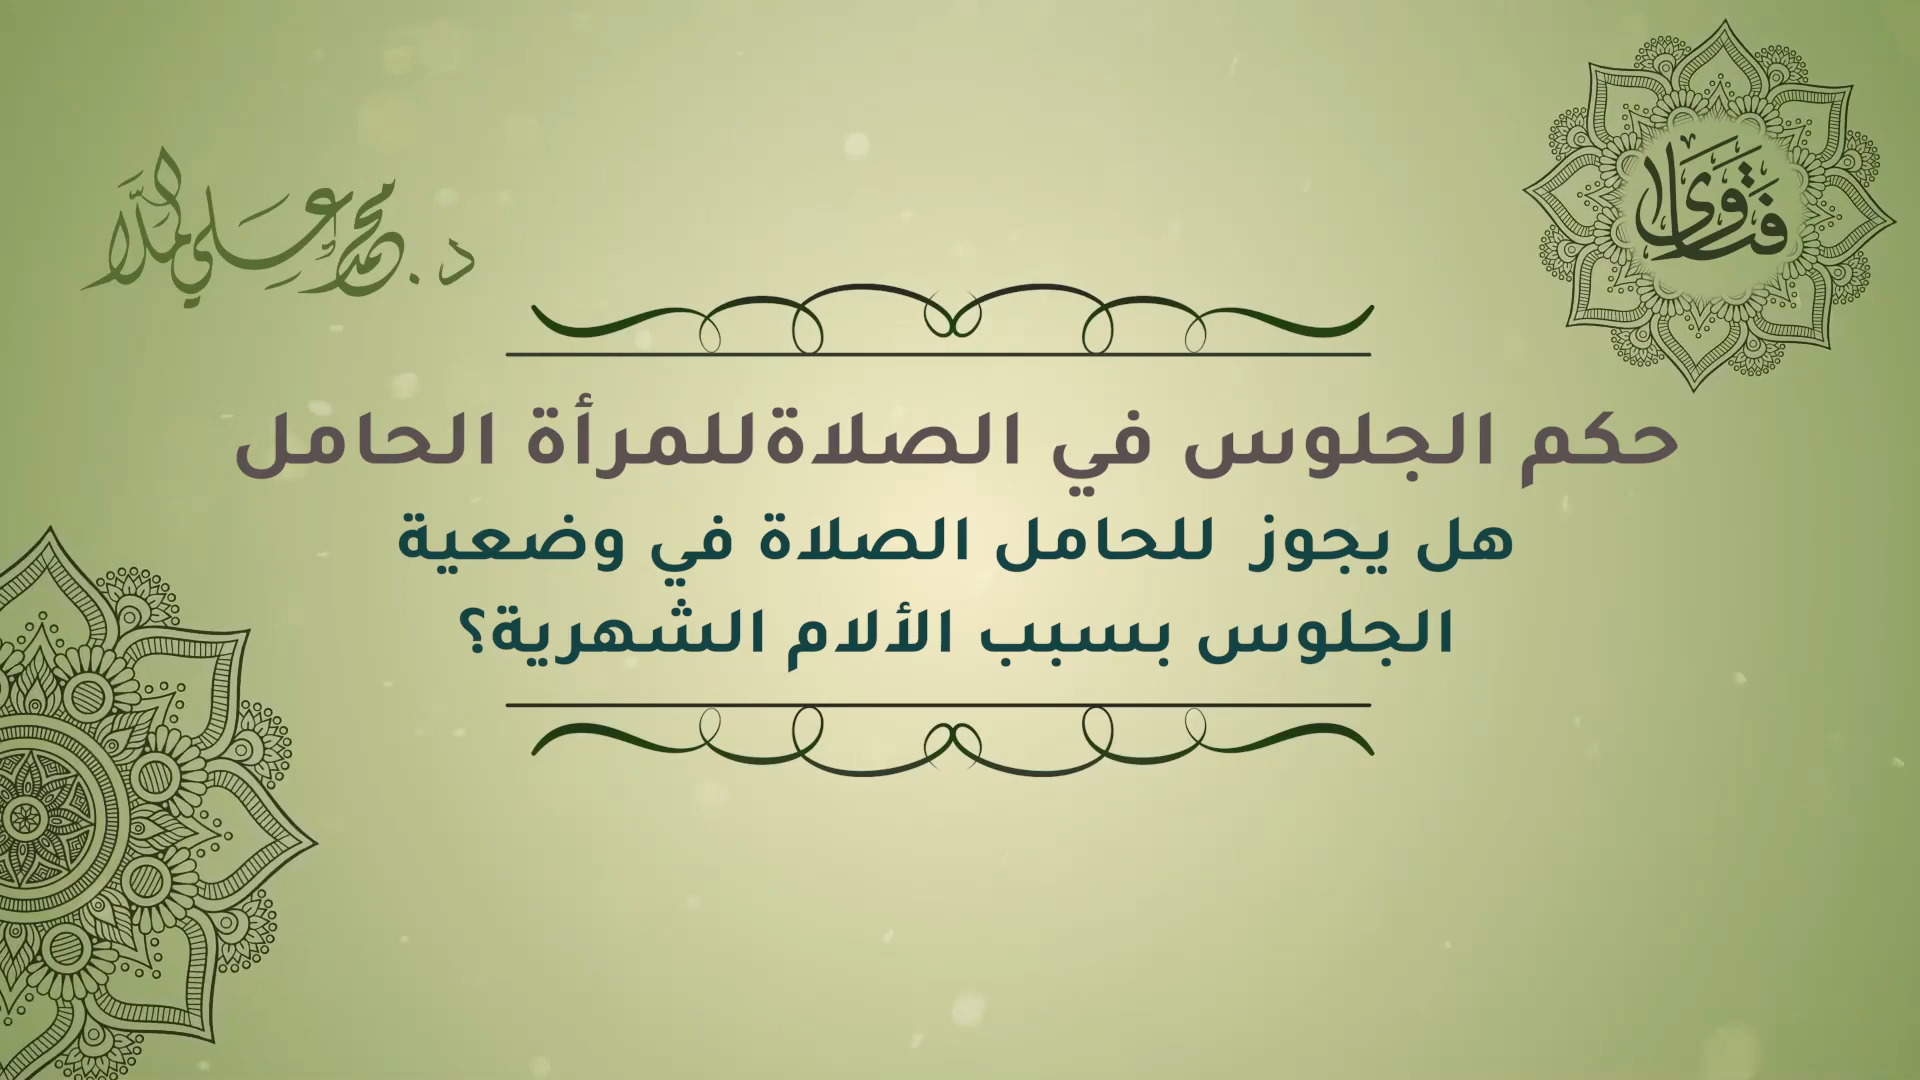 فتاوى
د. محمد علي الملا
حكم الجلوس في الصلاةللمرأة الحامل
هل يجوز للحامل الصلاة في وضعية
الجلوس بسبب الألام الشهرية؟